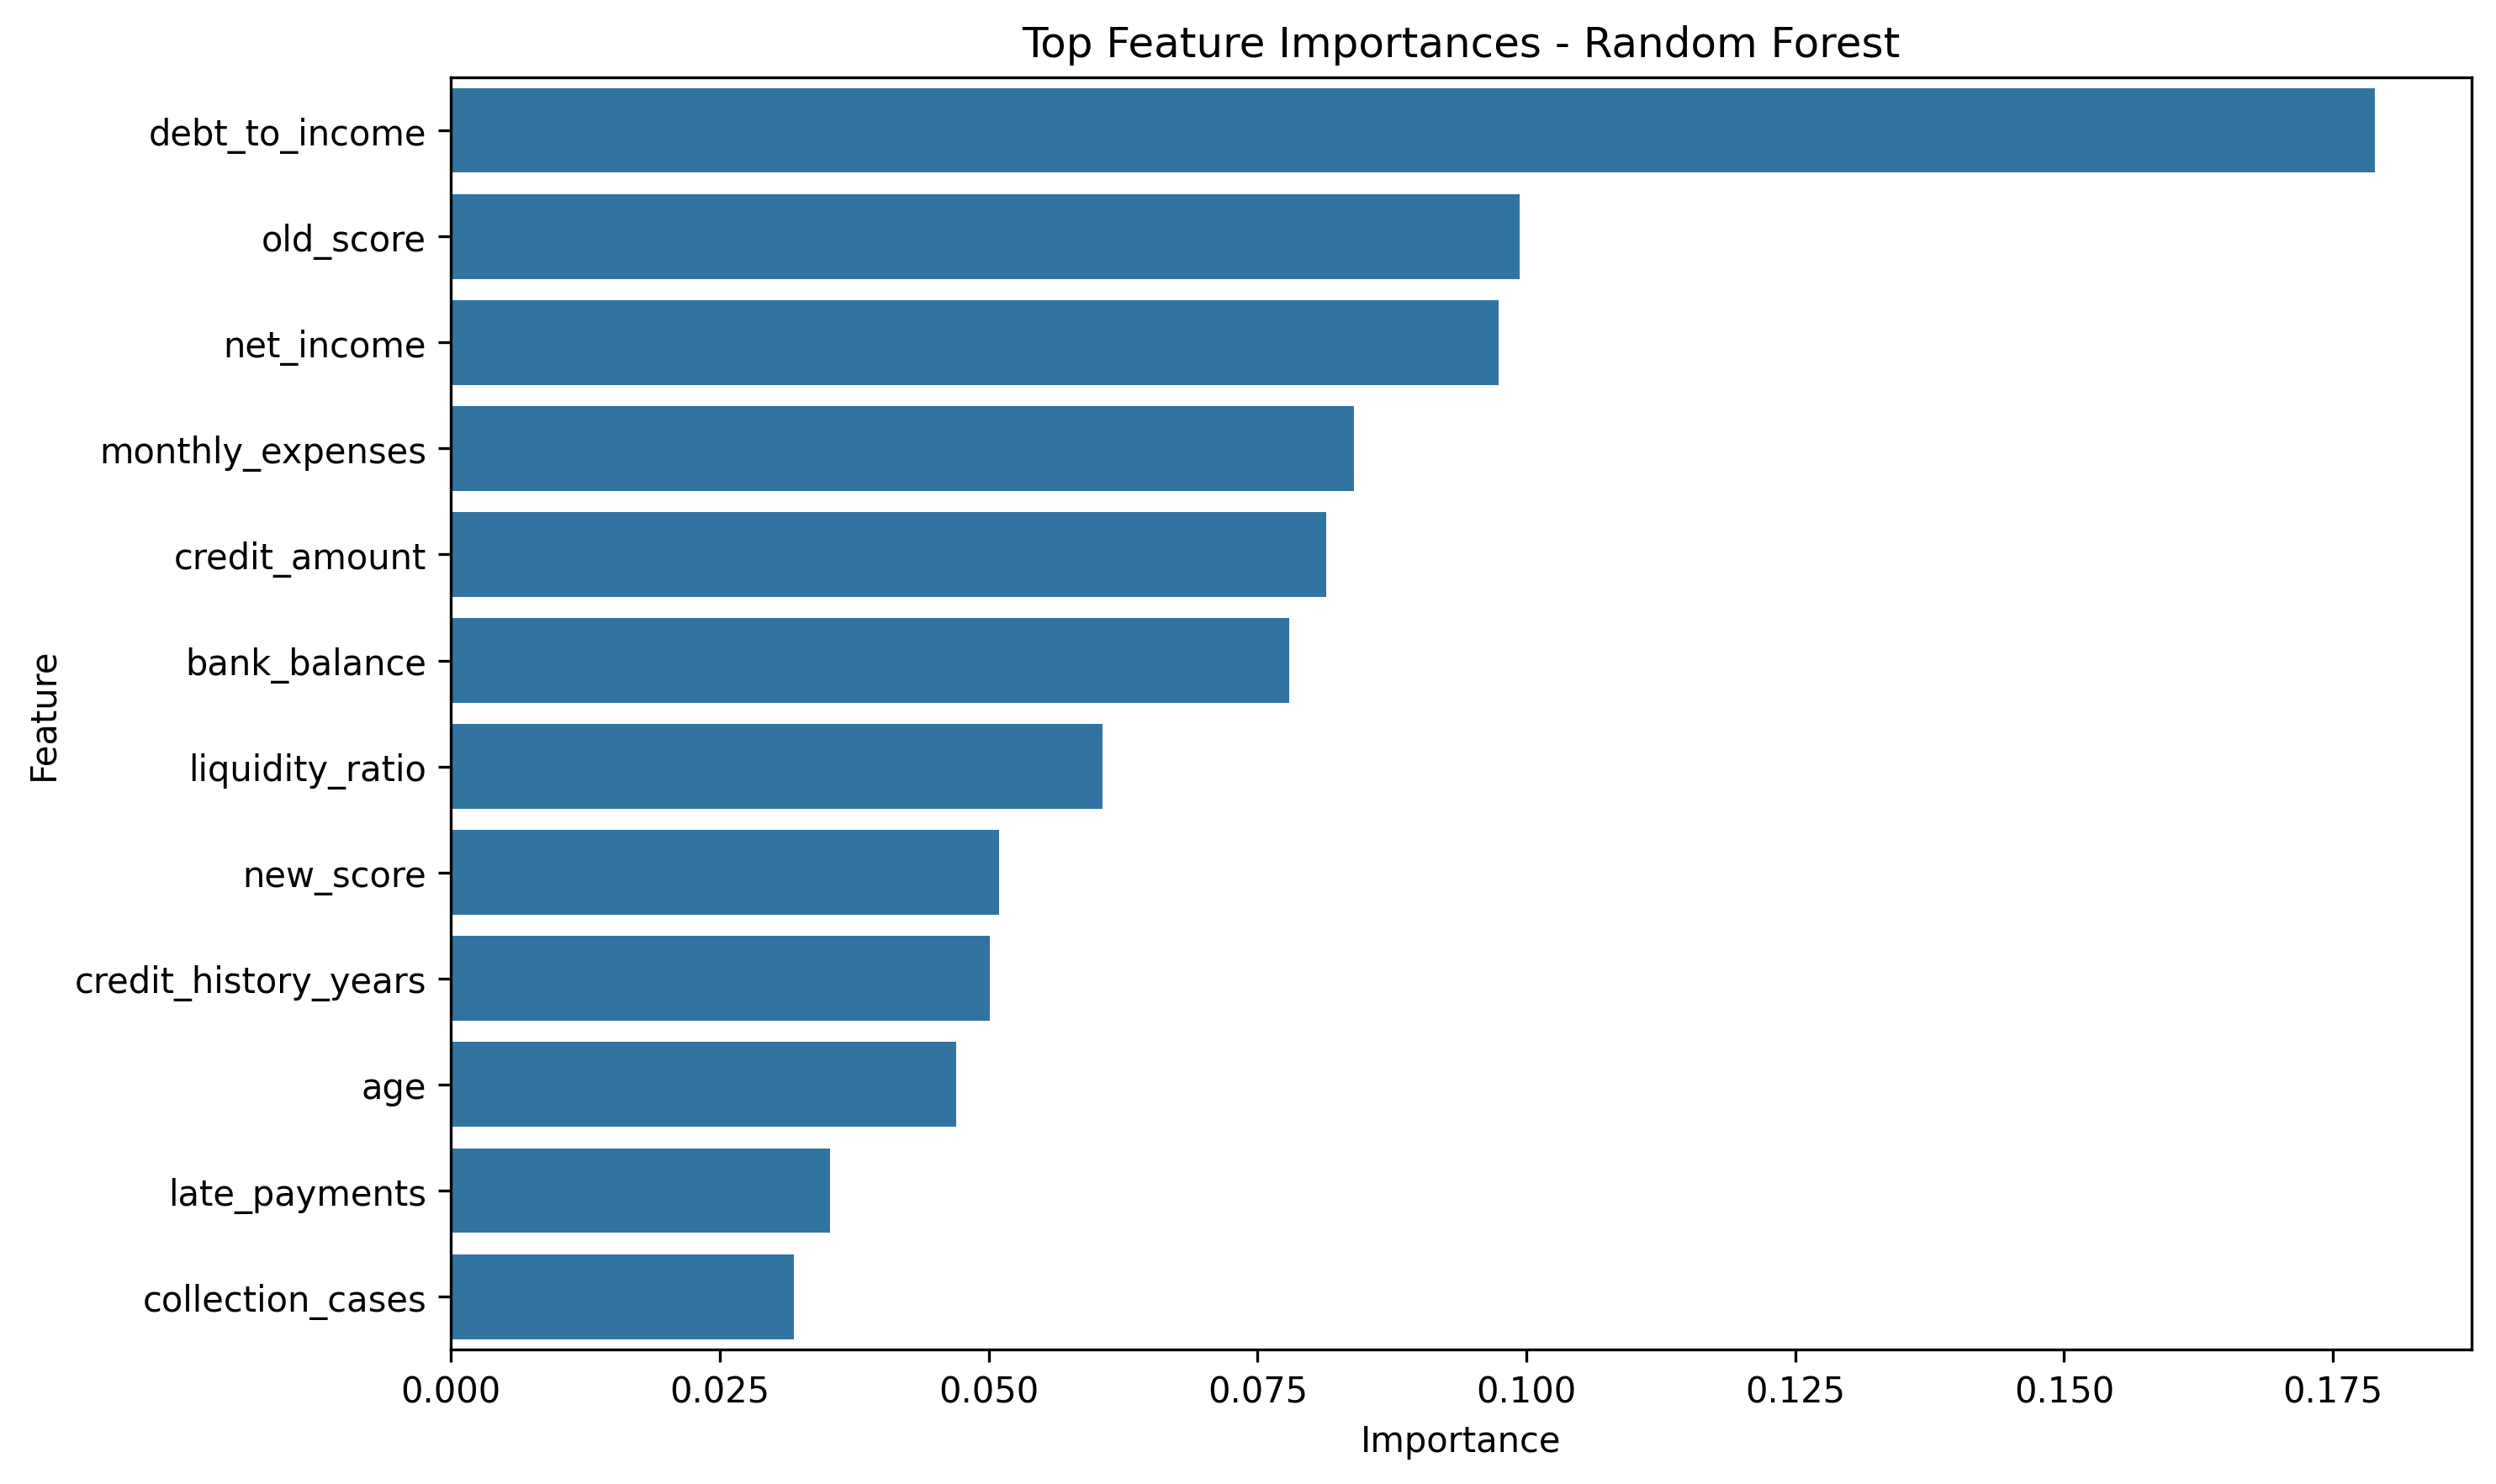 Top Feature Importances - Random Forest
debt_to_income
old_score
net_income
monthly_expenses
credit_amount
bank_balance
liquidity_ratio
new_score
credit_history_years
age
late_payments
collection_cases
Feature
0.000 0.025 0.050 0.075 0.100 0.125 0.150 0.175
Importance